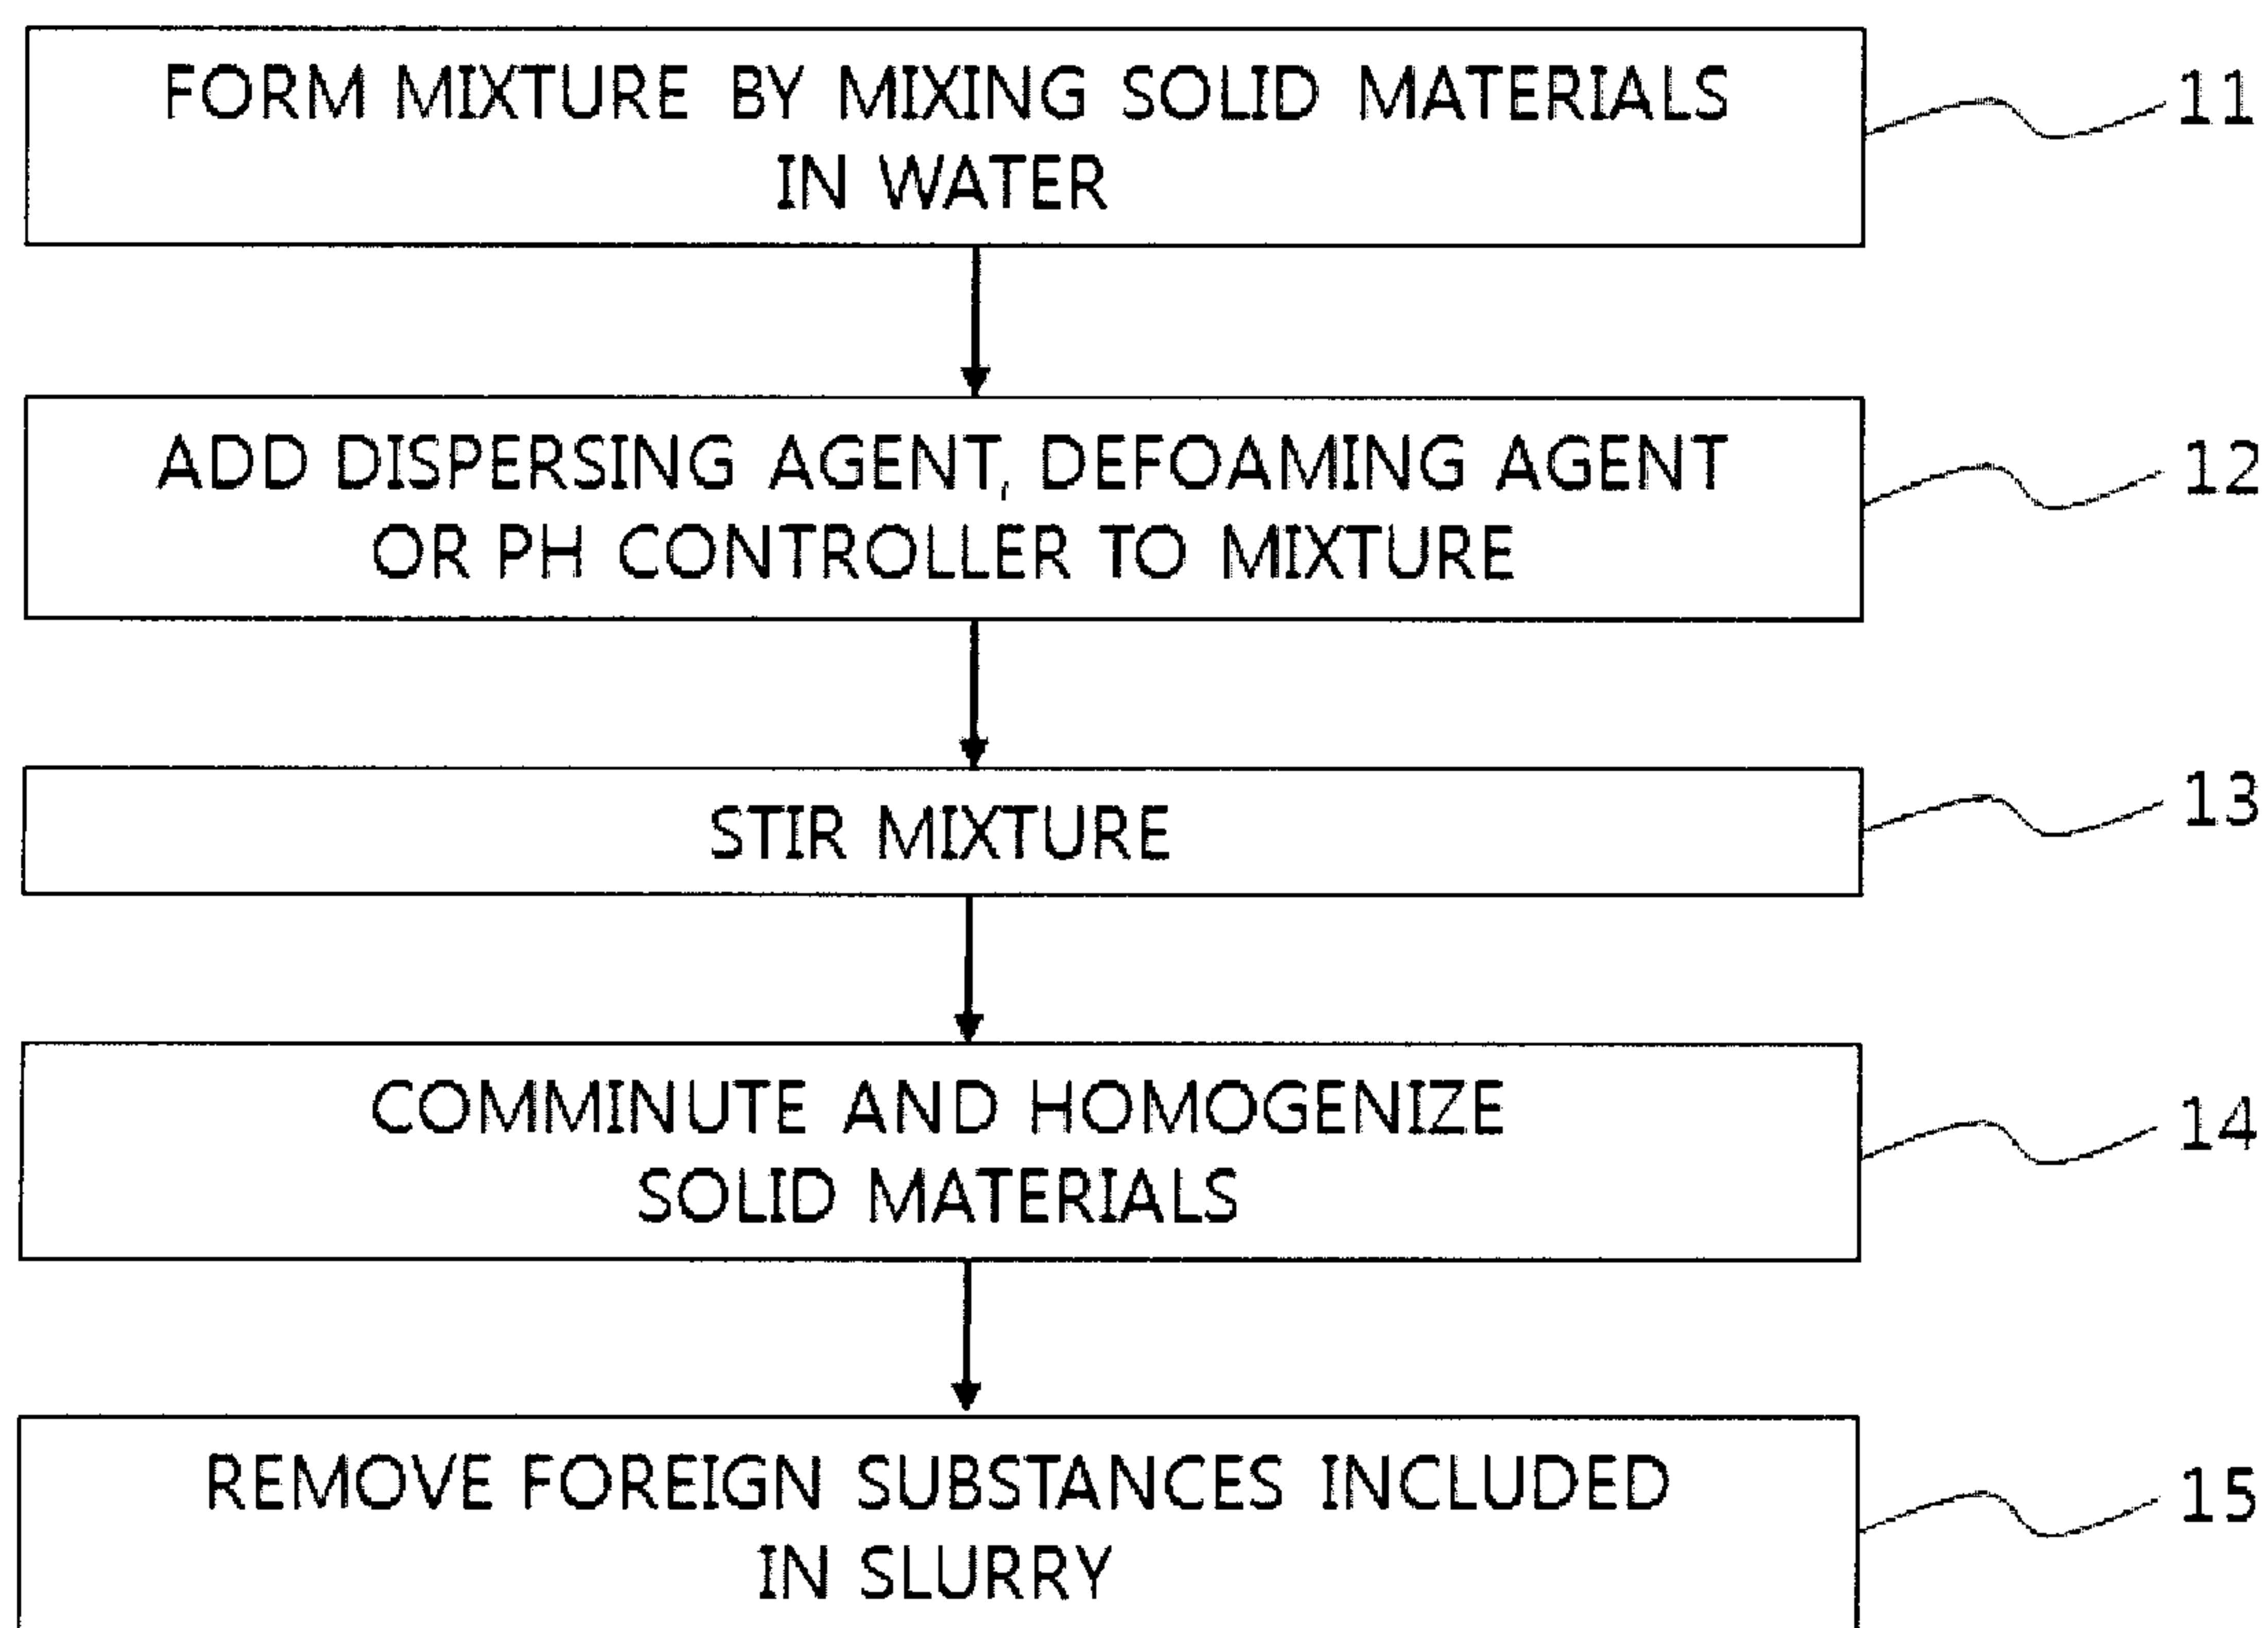 FORM MIXTURE BY MIXING SOLID MATERIALS
IN WATER
11
ADD DISPERSING AGENT, DEFOAMING AGENT
OR PH CONTROLLER TO MIXTURE
12
STIR MIXTURE
13
COMMINUTE AND HOMOGENIZE
SOLID MATERIALS
14
REMOVE FOREIGN SUBSTANCES INCLUDED
IN SLURRY
15